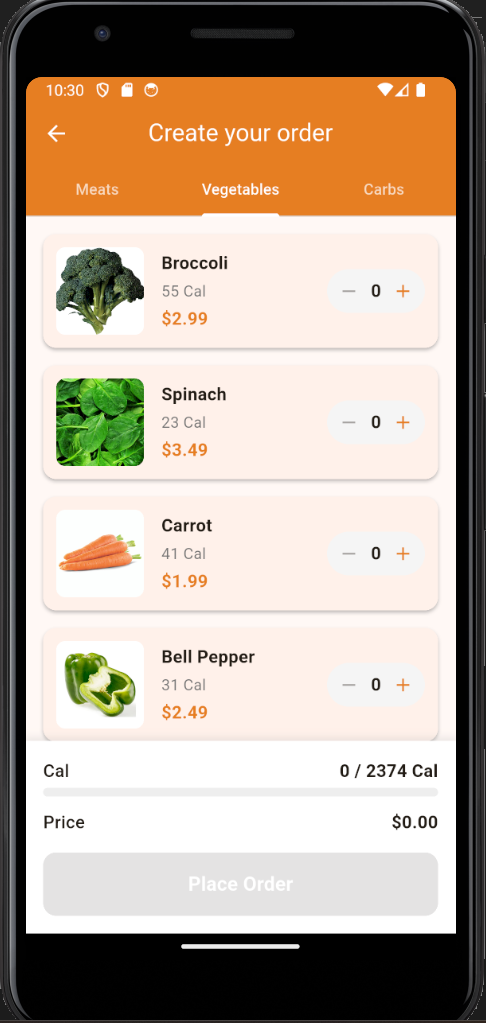 10:30
Create your order
Meats Vegetables Carbs
Broccoli
55 Cal
$2.99
− 0 +
Spinach
23 Cal
$3.49
− 0 +
Carrot
41 Cal
$1.99
− 0 +
Bell Pepper
31 Cal
$2.49
− 0 +
Cal 0 / 2374 Cal
Price $0.00
Place Order